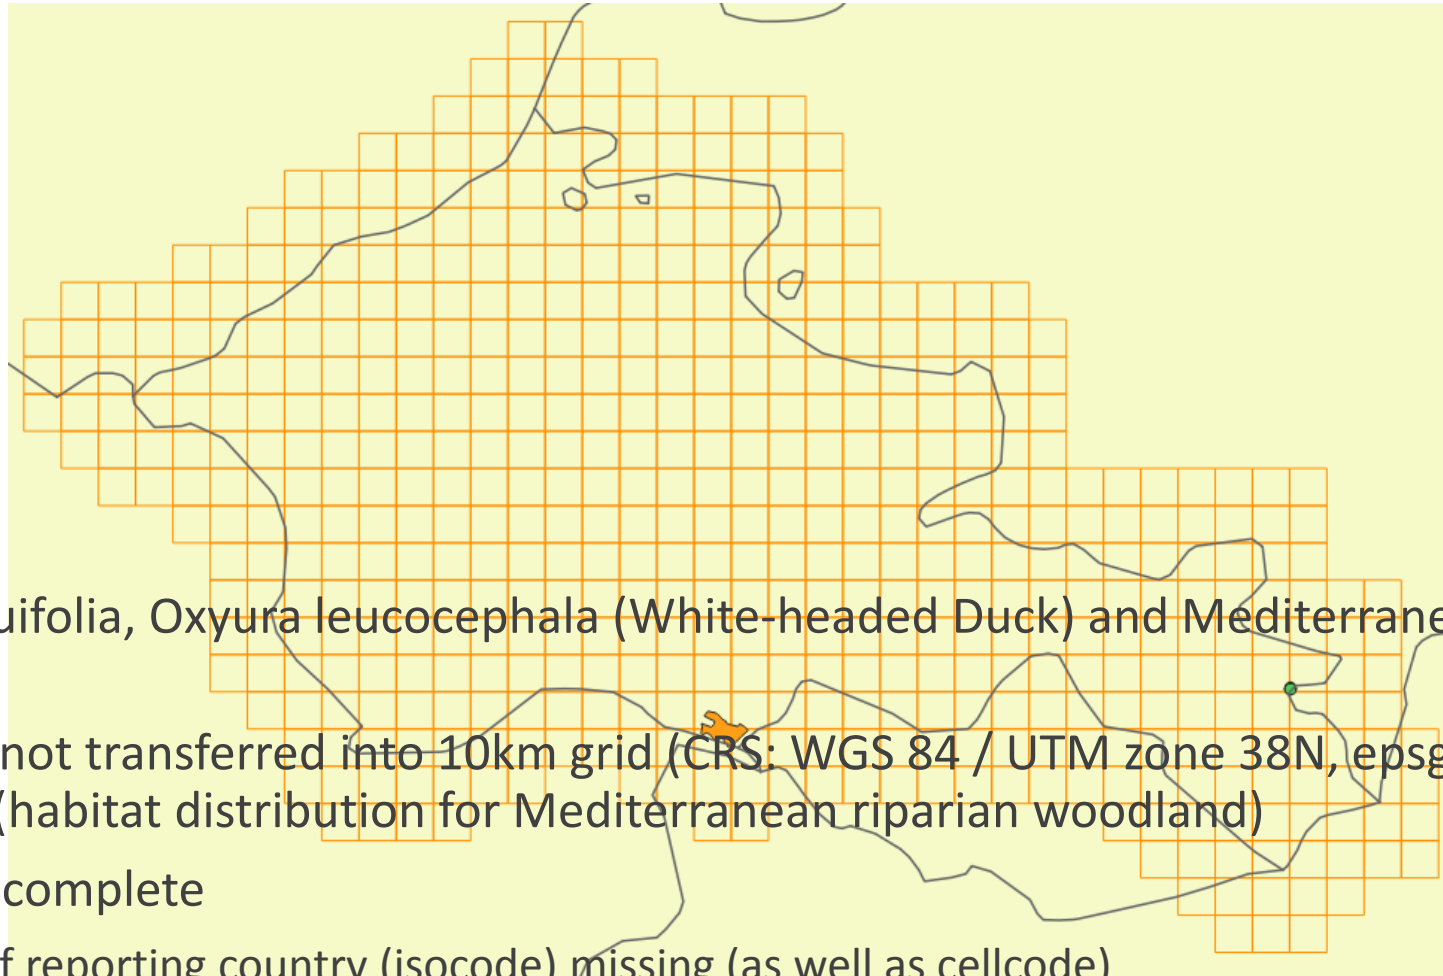 uifolia, Oxyura leucocephala (White-headed Duck) and Mediterrane
not transferred into 10km grid (CRS: WGS 84 / UTM zone 38N, epsg
(habitat distribution for Mediterranean riparian woodland)
complete
f reporting country (isocode) missing (as well as cellcode)